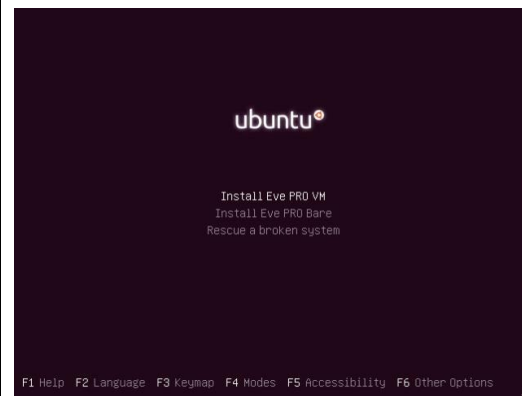 ubuntu
Install Eve PRO VM
Install Eve PRO Bare
Rescue a broken system
F1 Help F2 Language F3 Keymap F4 Modes F5 Accessibility F6 Other Options